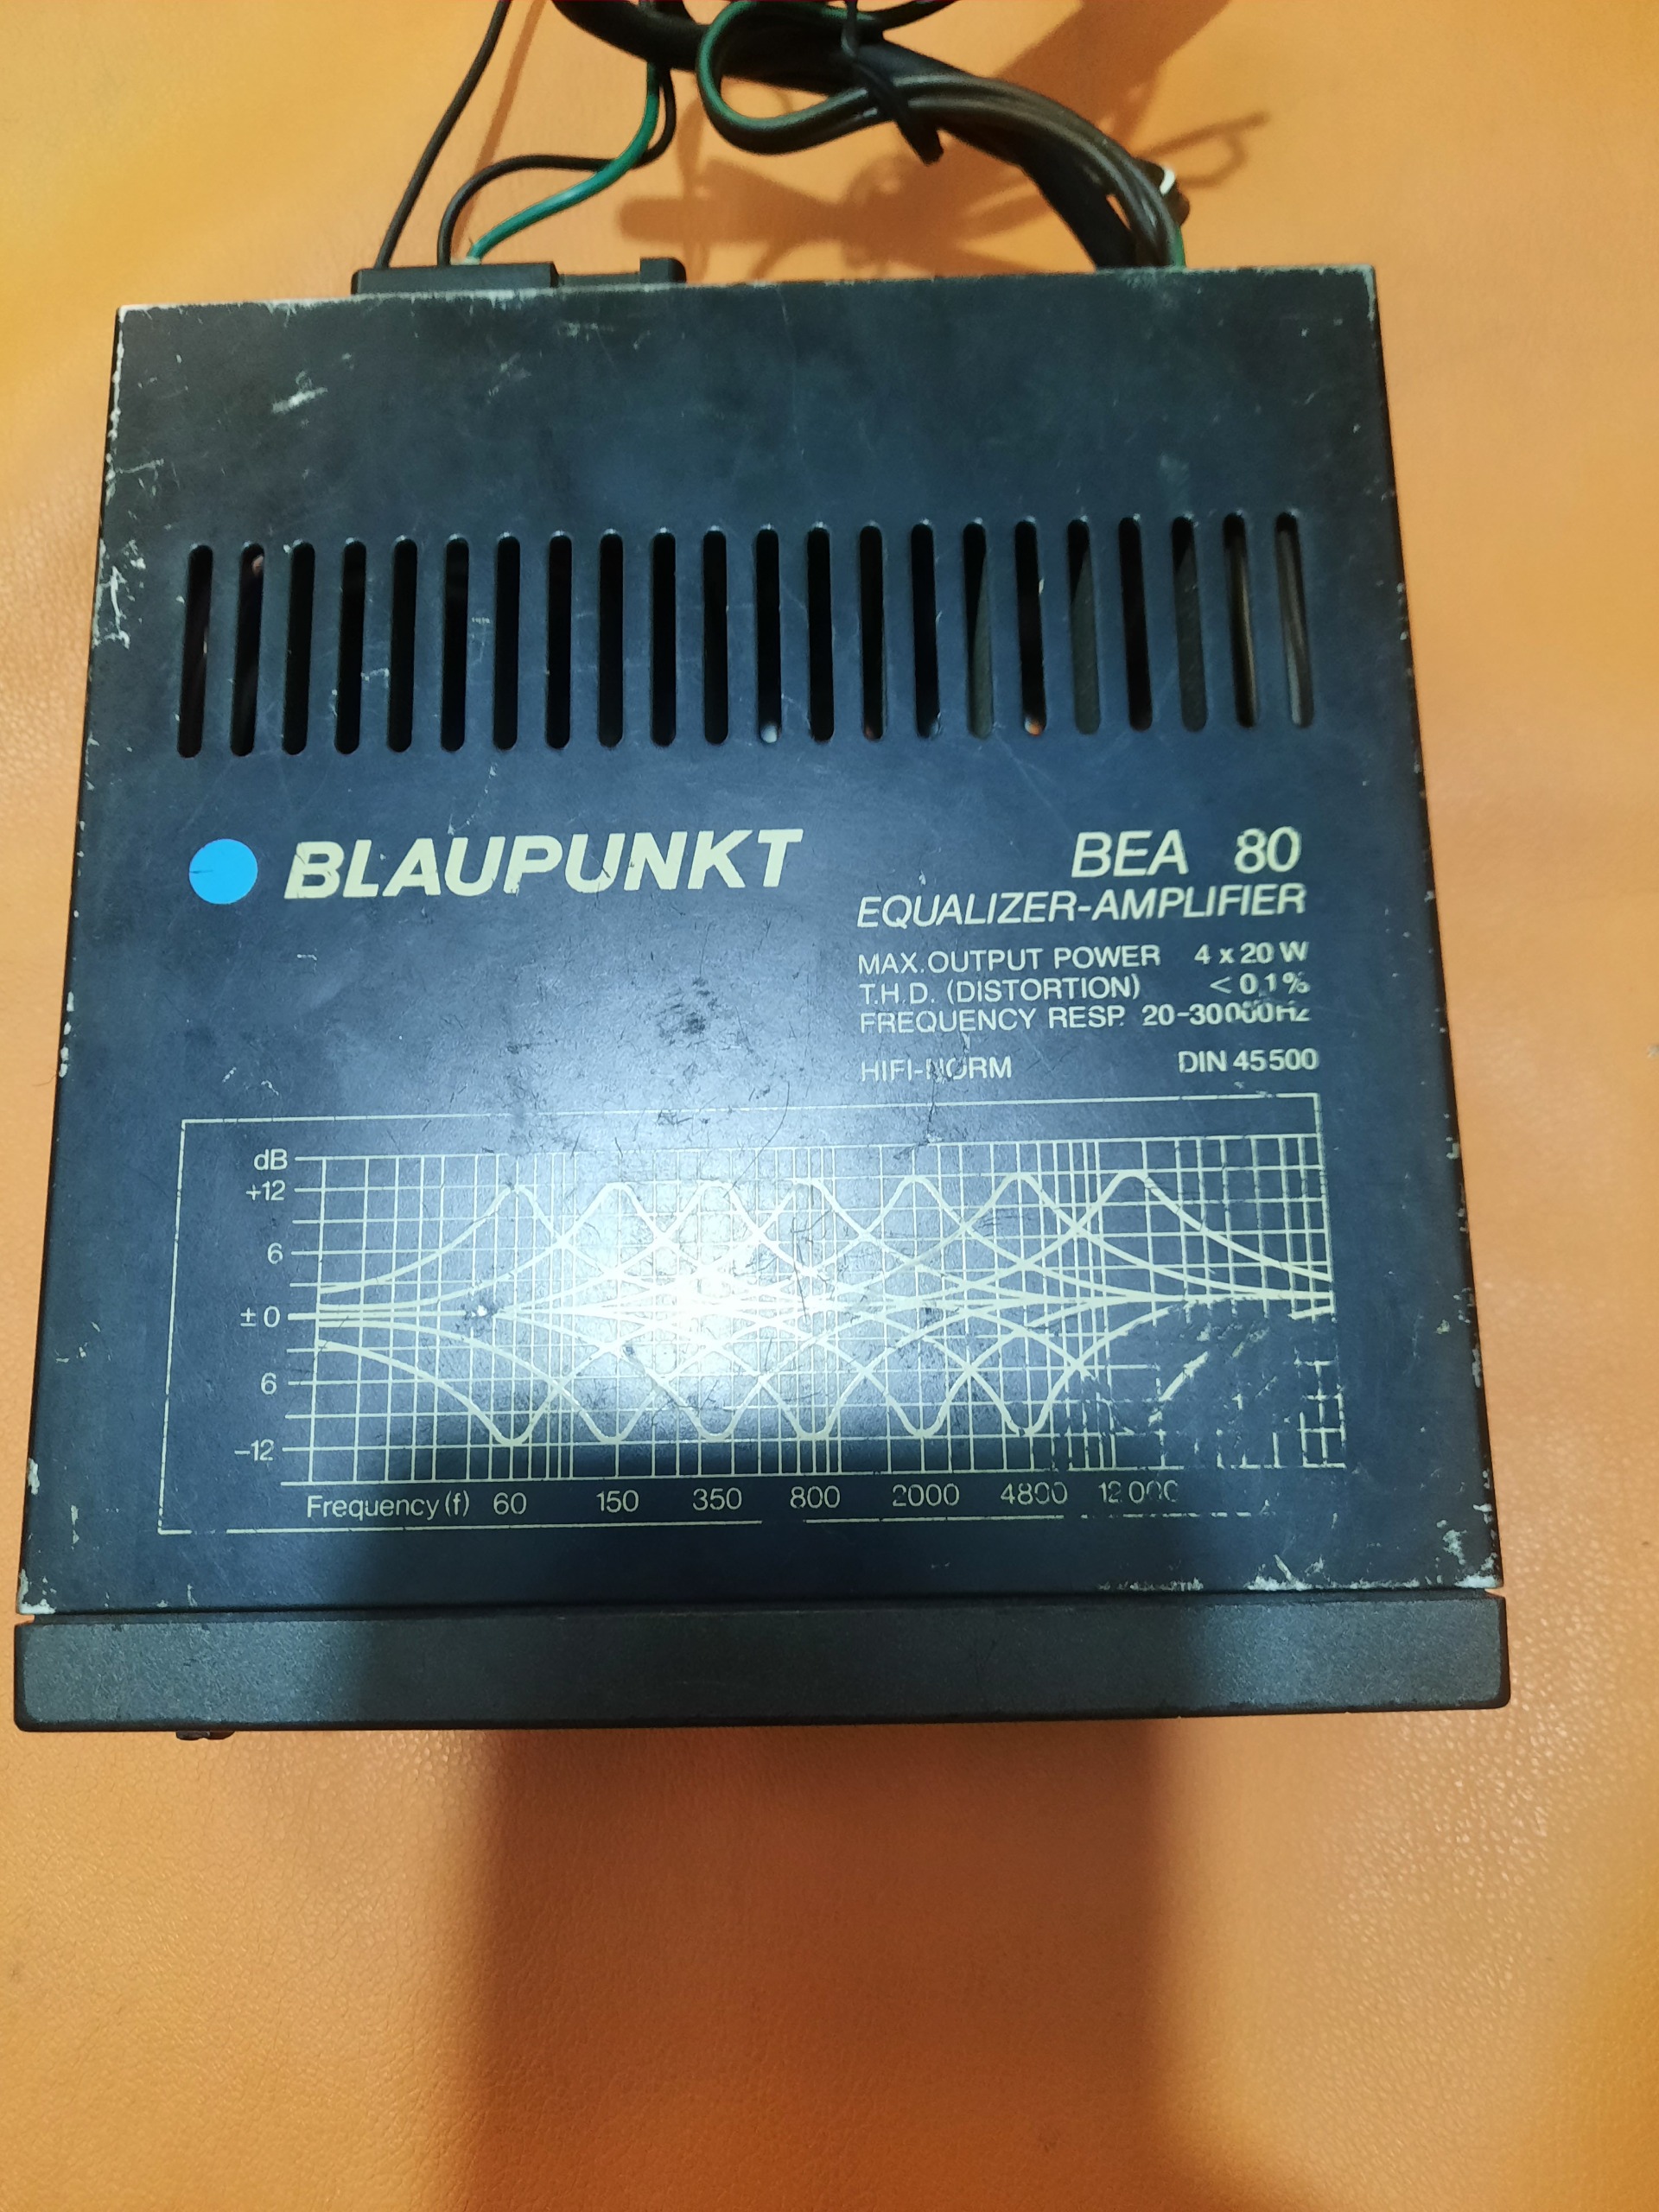 BLAUPUNKT
BEA 80
EQUALIZER-AMPLIFIER
MAX. OUTPUT POWER 4 x 20 W
T.H.D. (DISTORTION) < 0,1%
FREQUENCY RESP. 20-30000Hz
HIFI-NORM DIN 45500
dB
+12
6
± 0
6
-12
Frequency (f) 60 150 350 800 2000 4800 12000